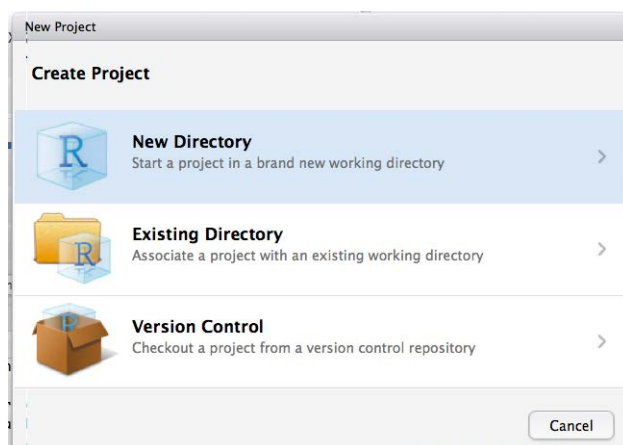 New Project
Create Project
R
New Directory
Start a project in a brand new working directory
R
Existing Directory
Associate a project with an existing working directory
Version Control
Checkout a project from a version control repository
Cancel